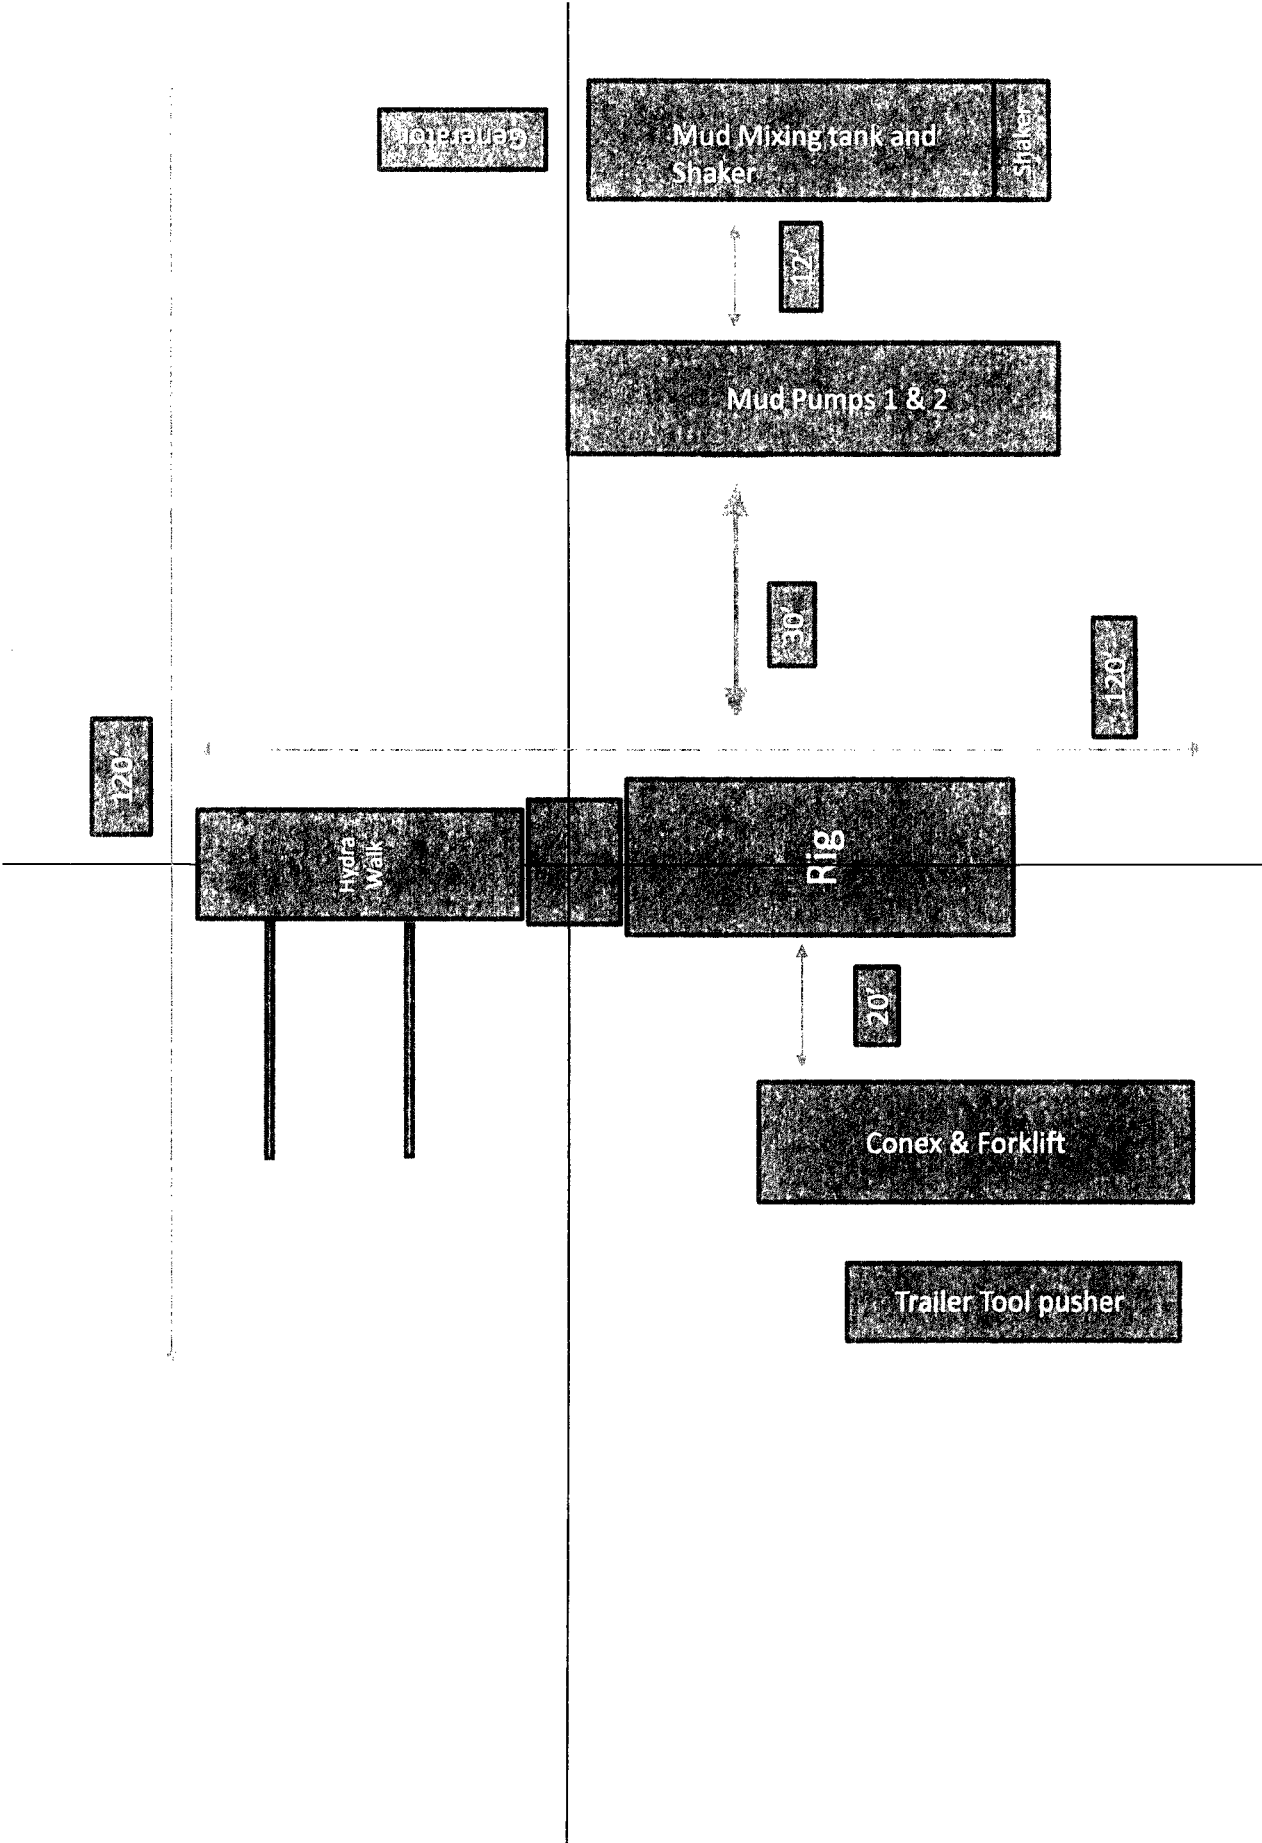 Generator
Mud Mixing tank and
Shaker
Shaker
12'
Mud Pumps 1 & 2
30'
120'
120'
Hydra
Walk
Rig
20'
Conex & Forklift
Trailer Tool pusher